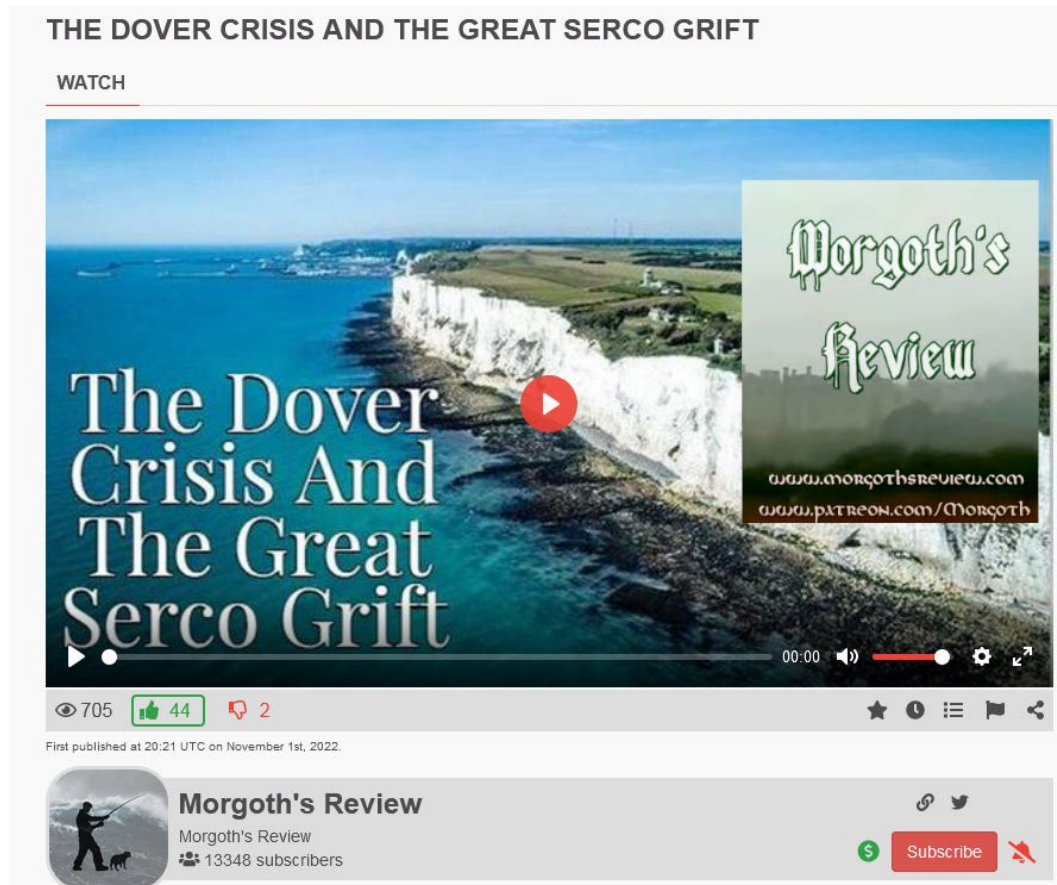 THE DOVER CRISIS AND THE GREAT SERCO GRIFT
WATCH
Morgoth's
Review
www.morgothsreview.com
www.patreon.com/Morgoth
The Dover
Crisis And
The Great
Serco Grift
00:00
705 44 2
First published at 20:21 UTC on November 1st, 2022.
Morgoth's Review
Morgoth's Review
13348 subscribers
$ Subscribe